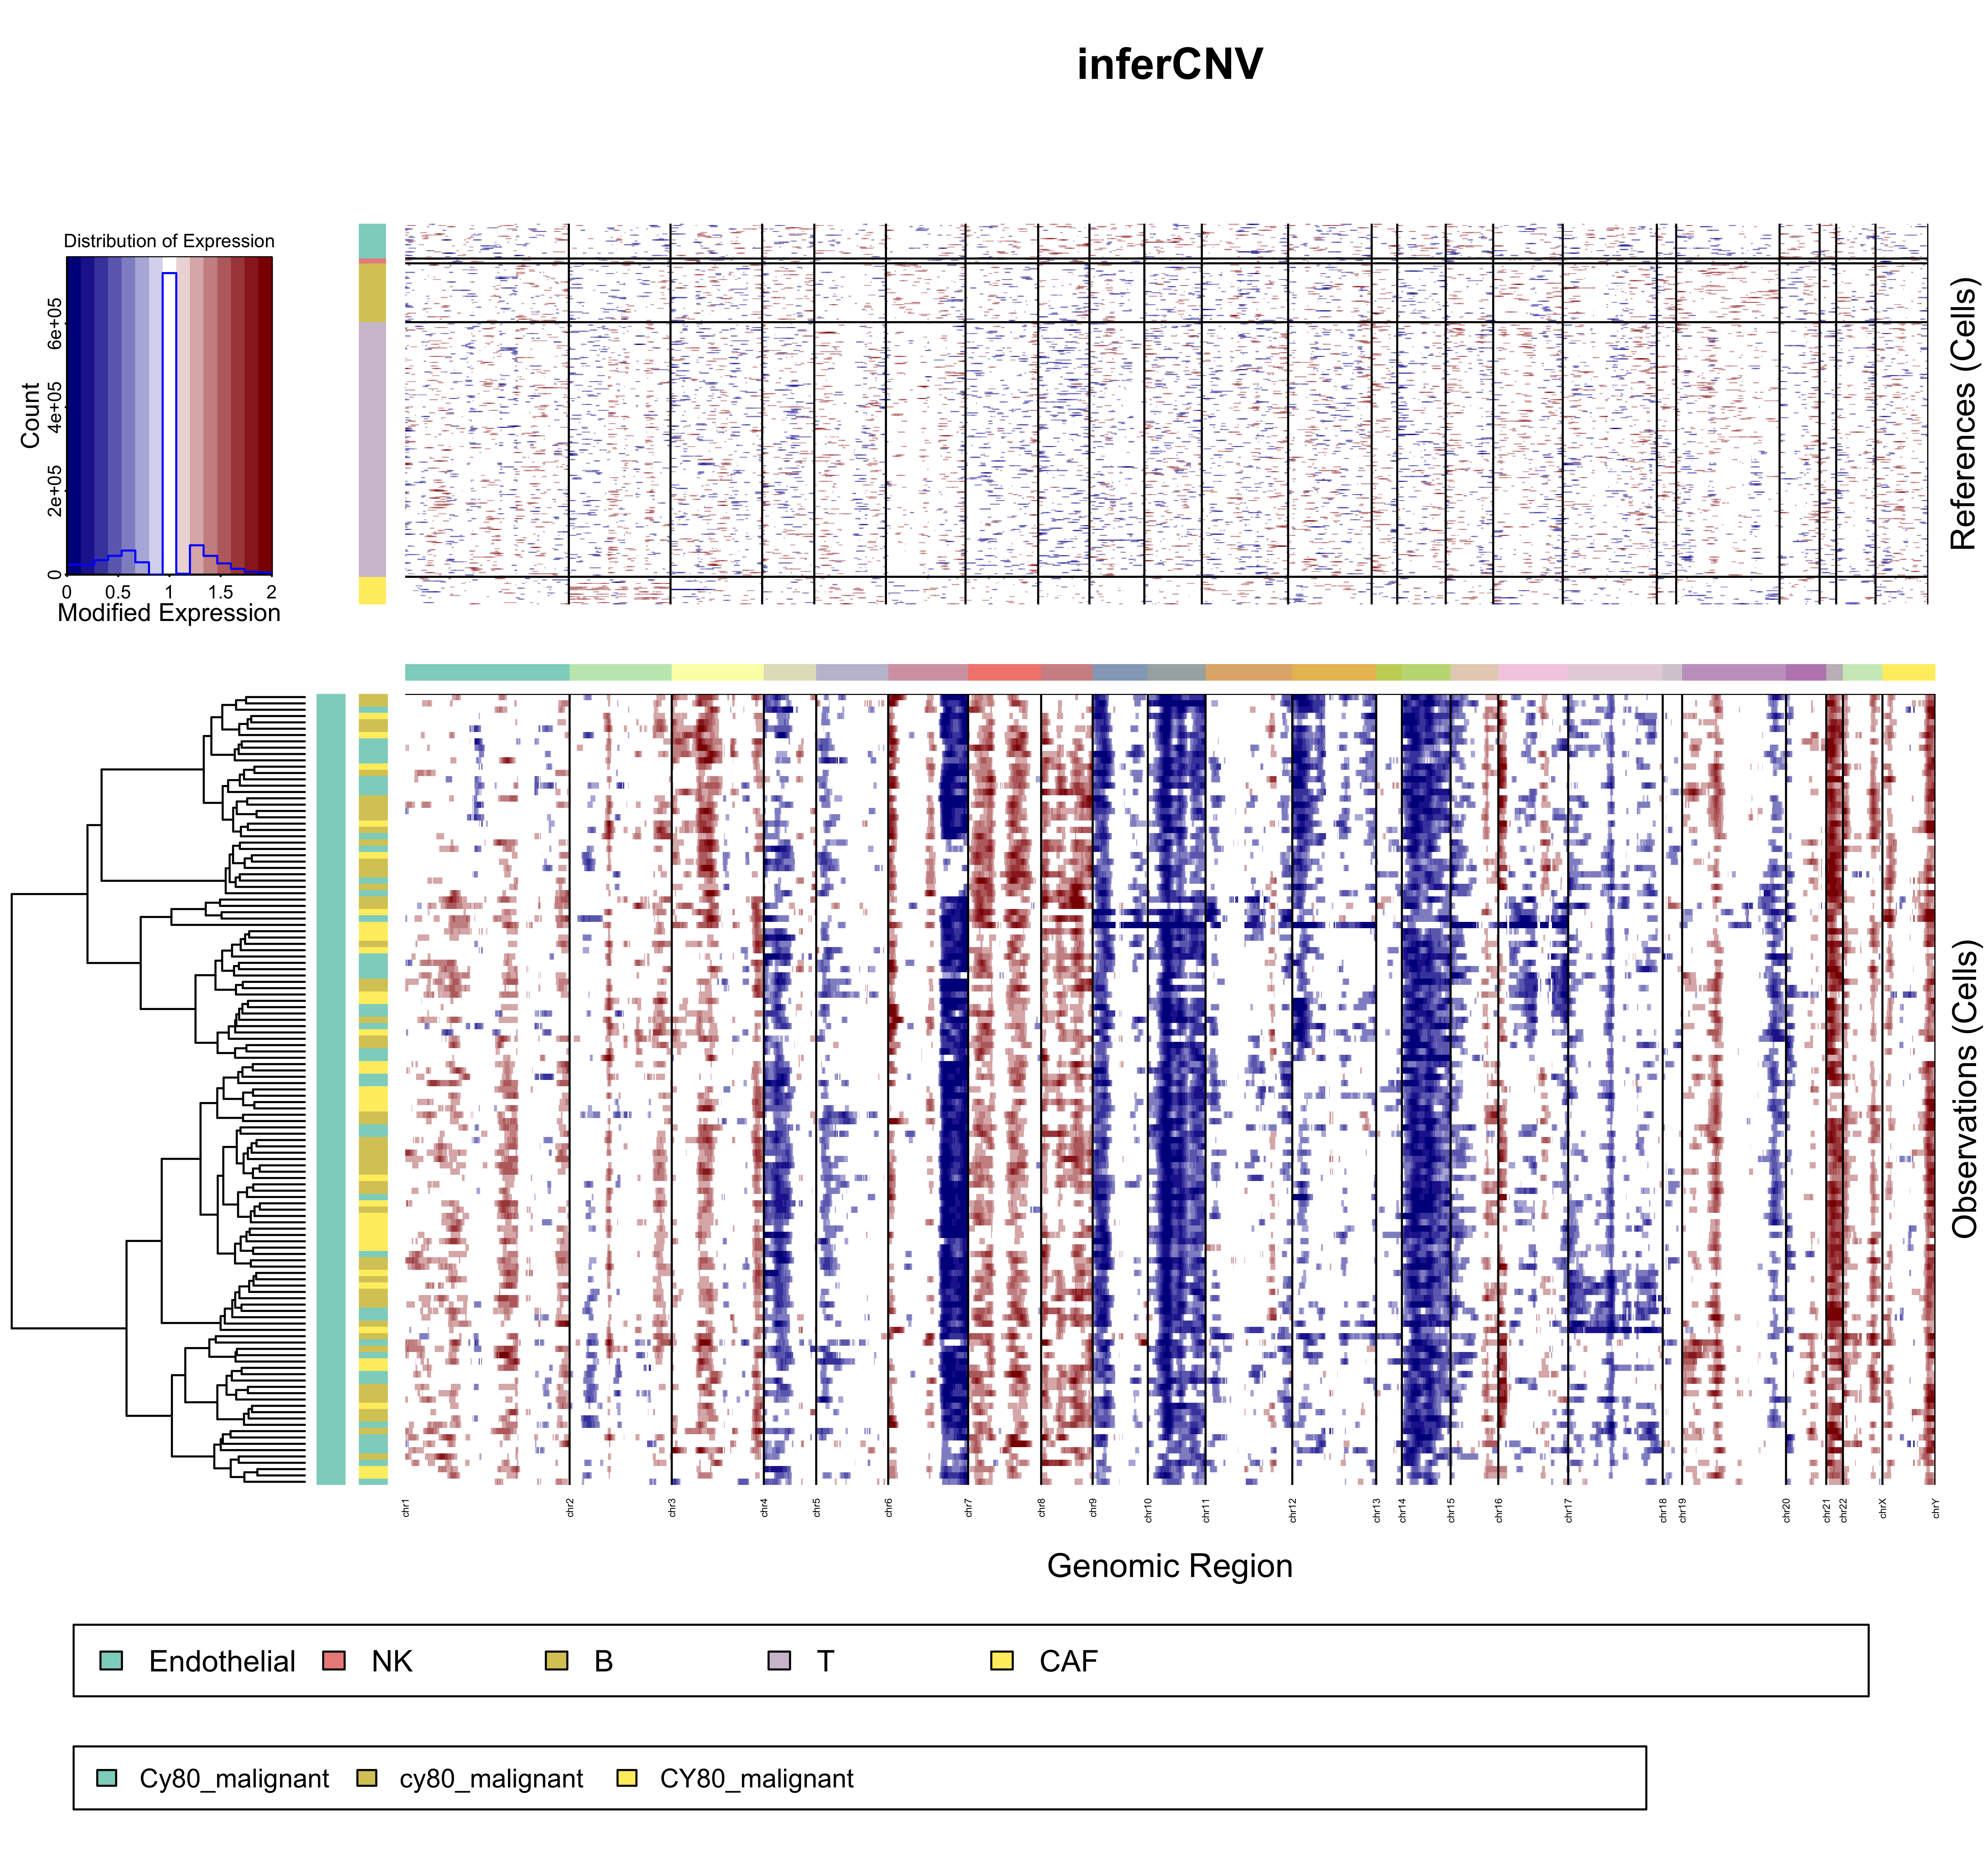 inferCNV
Distribution of Expression
Count
0
2e+05
4e+05
6e+05
0 0.5 1 1.5 2
Modified Expression
References (Cells)
Observations (Cells)
chr1 chr2 chr3 chr4 chr5 chr6 chr7 chr8 chr9 chr10 chr11 chr12 chr13 chr14 chr15 chr16 chr17 chr18 chr19 chr20 chr21 chr22 chrX chrY
Genomic Region
Endothelial NK B T CAF
Cy80_malignant cy80_malignant CY80_malignant